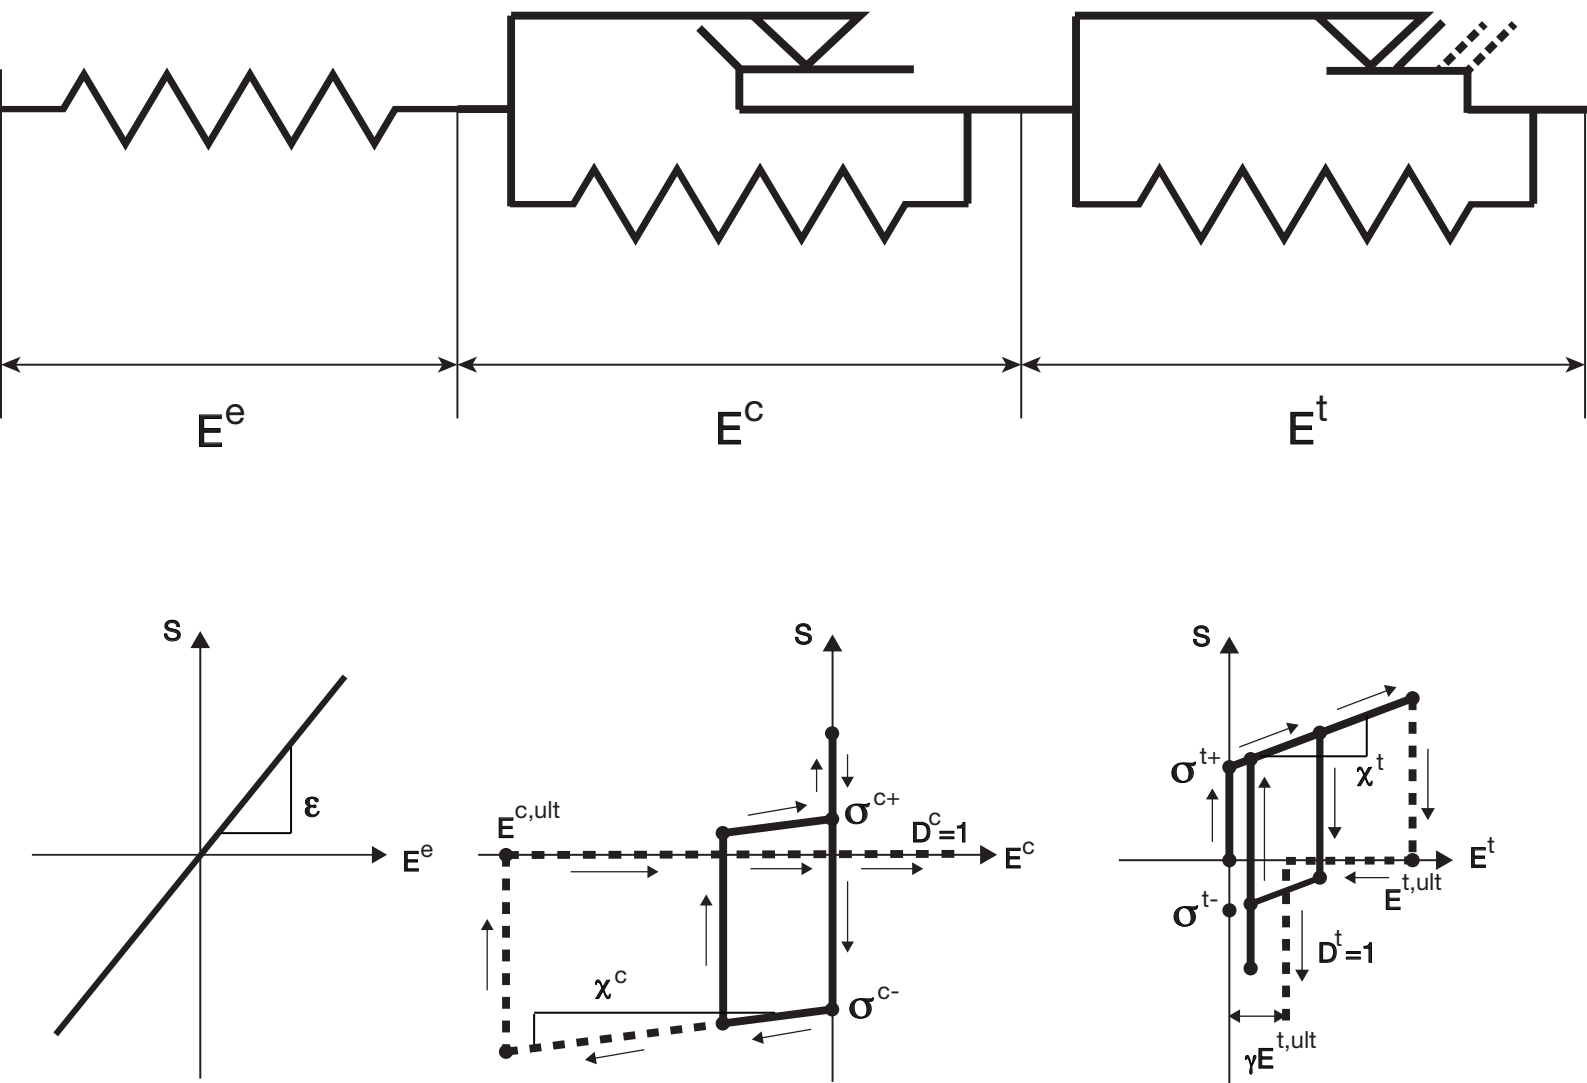 E^e
E^c
E^t
S
ε
E^e
S
E^c,ult
σ^c+
D^c=1
E^c
χ^c
σ^c-
S
σ^t+
χ^t
E^t
E^t,ult
σ^t-
D^t=1
γE^t,ult